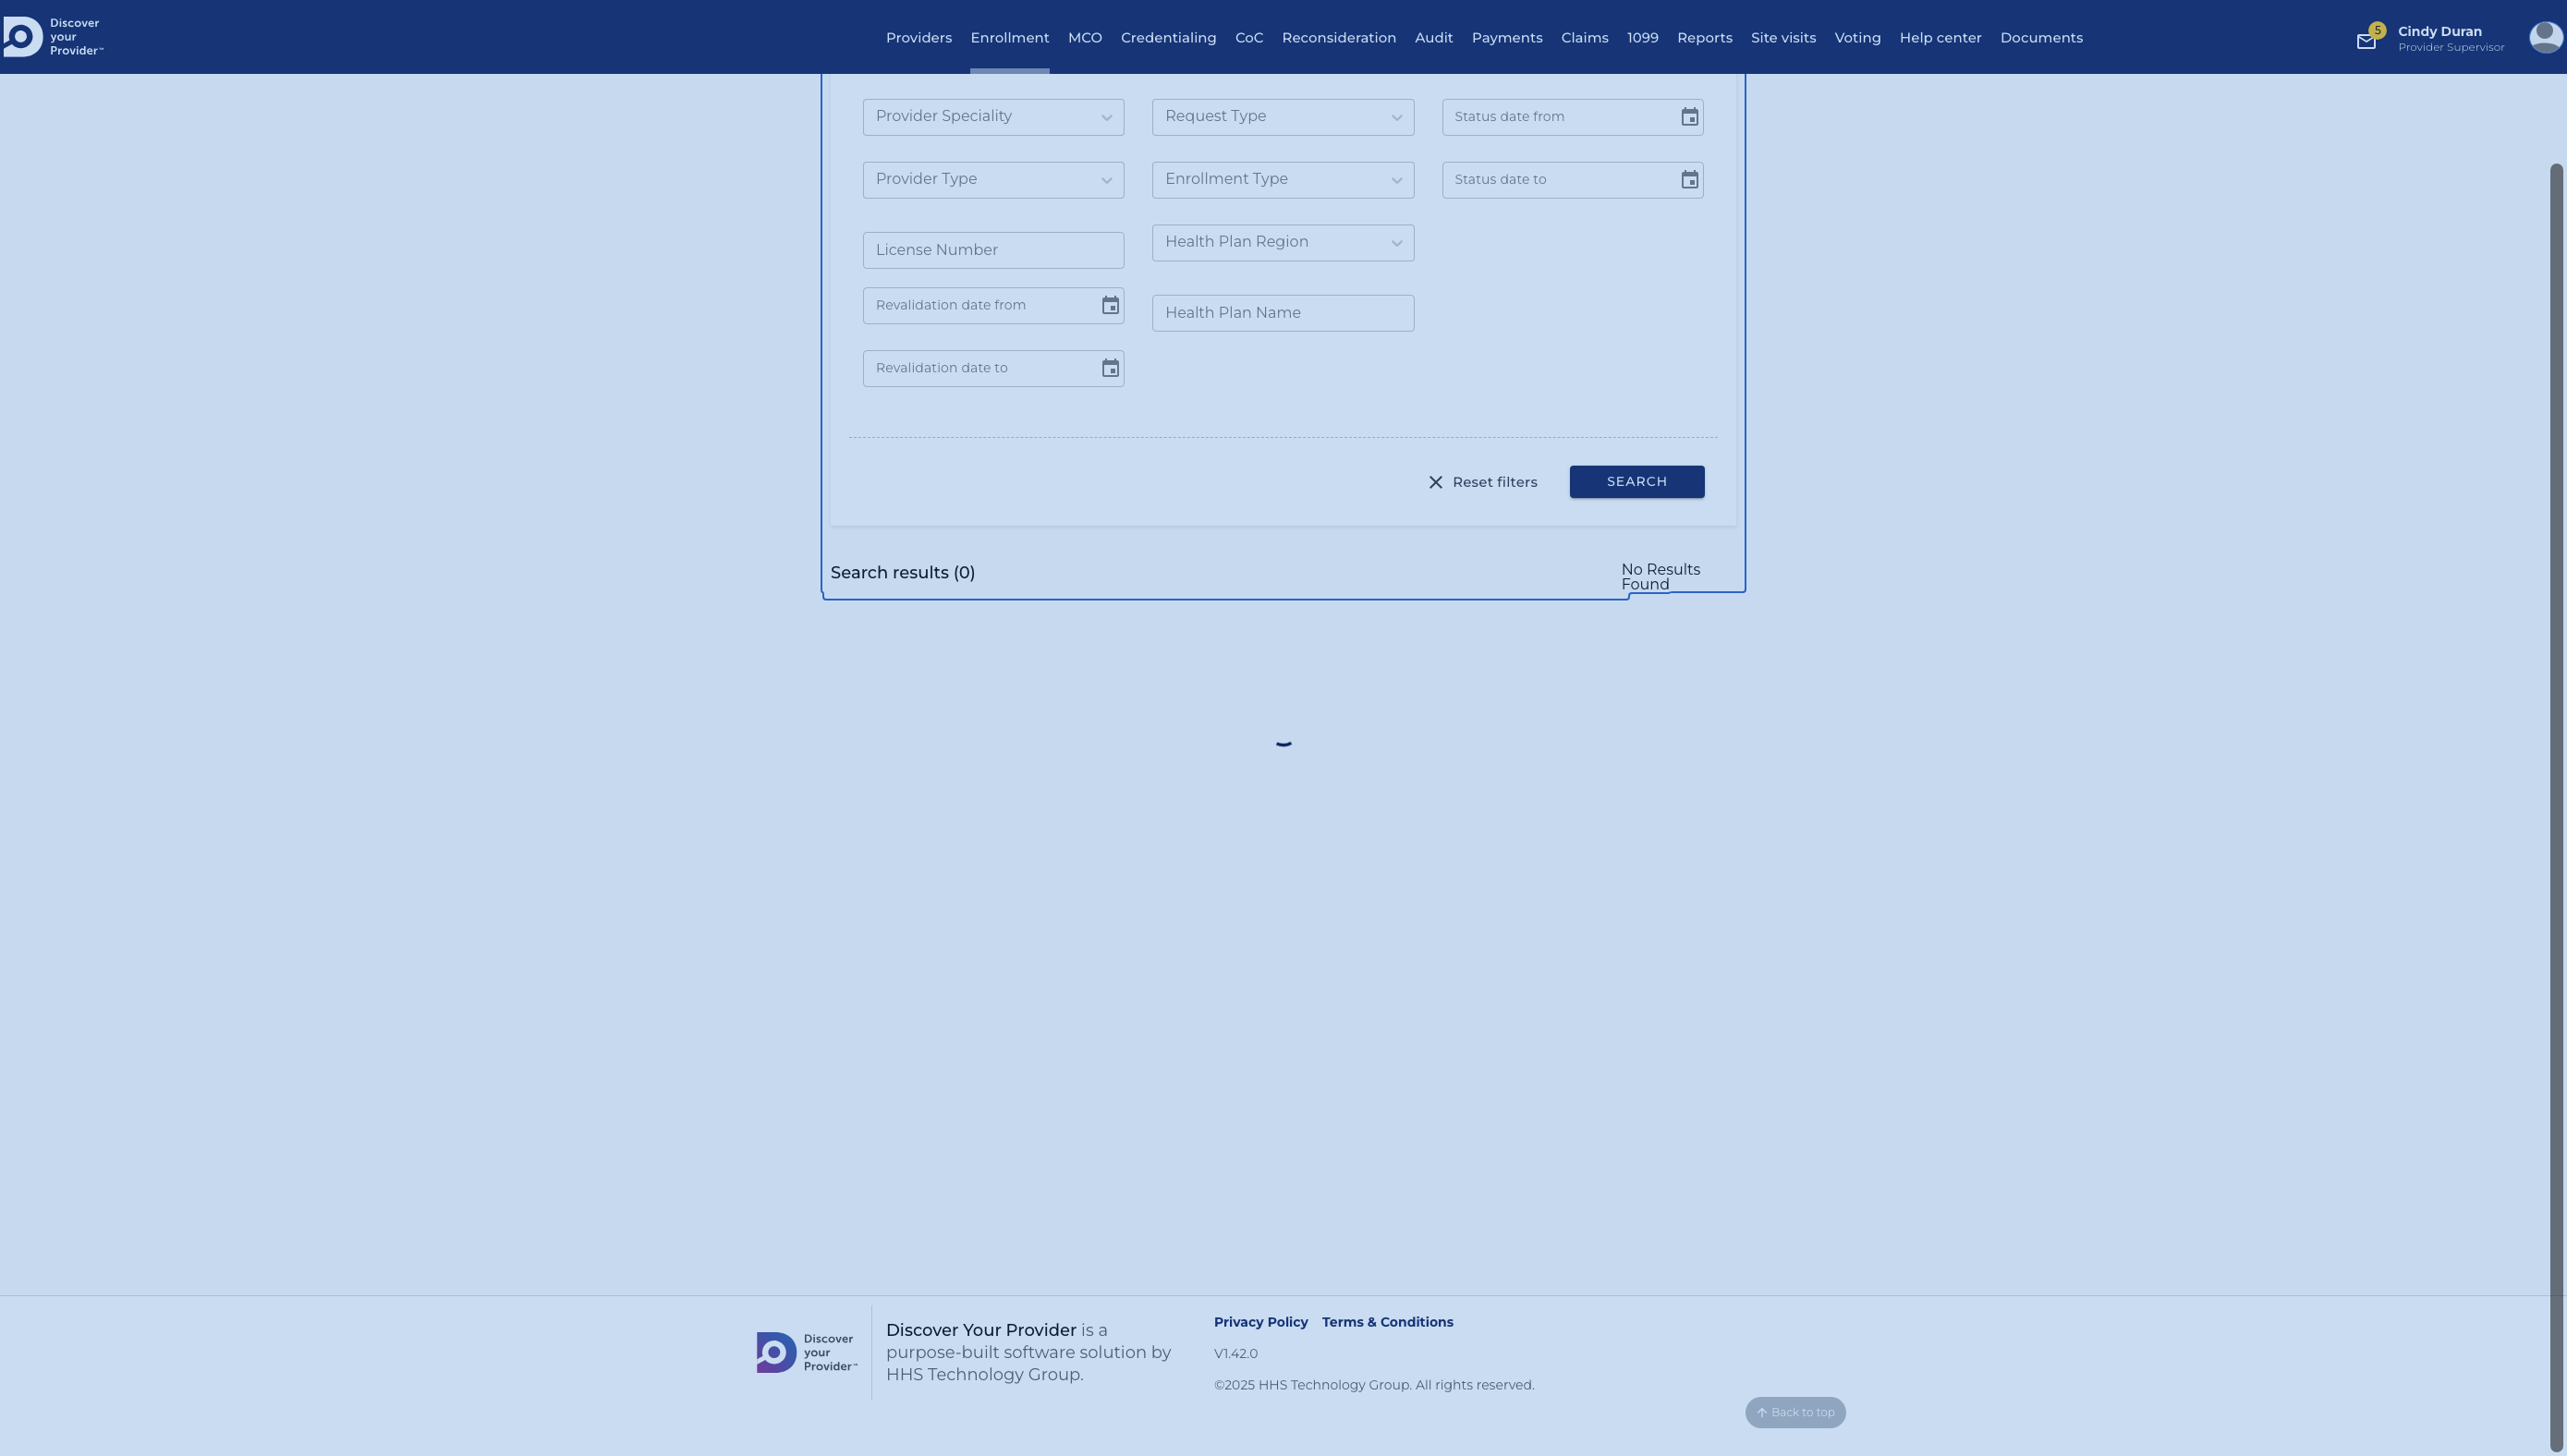 Discover
your
Provider™
Providers Enrollment MCO Credentialing CoC Reconsideration Audit Payments Claims 1099 Reports Site visits Voting Help center Documents
5
Cindy Duran
Provider Supervisor
Provider Speciality Request Type Status date from
Provider Type Enrollment Type Status date to
License Number Health Plan Region
Revalidation date from Health Plan Name
Revalidation date to
Reset filters SEARCH
Search results (0) No Results
Found
Discover
your
Provider™
Discover Your Provider is a
purpose-built software solution by
HHS Technology Group.
Privacy Policy Terms & Conditions
V1.42.0
©2025 HHS Technology Group. All rights reserved.
Back to top